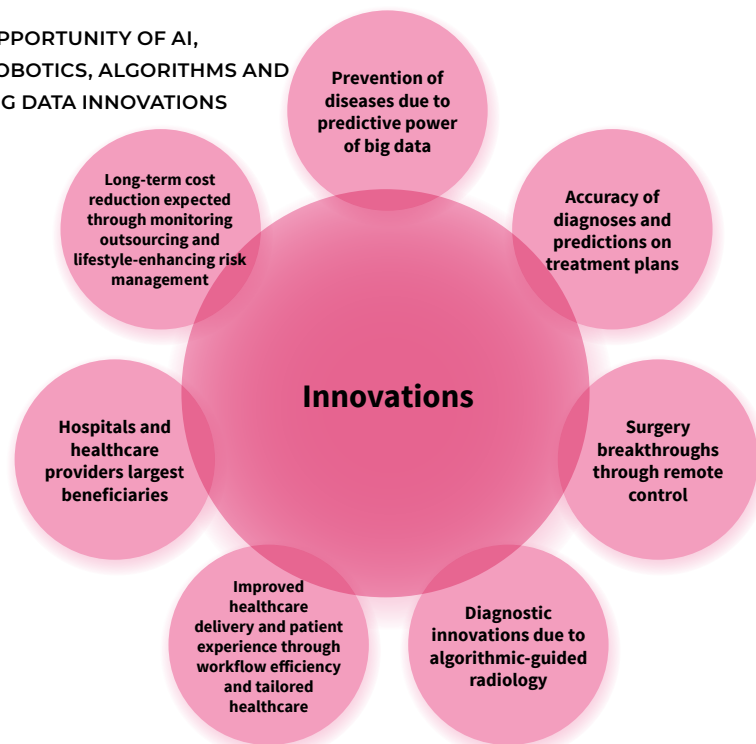 PPORTUNITY OF AI,
OBOTICS, ALGORITHMS AND
G DATA INNOVATIONS
Prevention of
diseases due to
predictive power
of big data
Accuracy of
diagnoses and
predictions on
treatment plans
Surgery
breakthroughs
through remote
control
Diagnostic
innovations due to
algorithmic-guided
radiology
Improved
healthcare
delivery and patient
experience through
workflow efficiency
and tailored
healthcare
Hospitals and
healthcare
providers largest
beneficiaries
Long-term cost
reduction expected
through monitoring
outsourcing and
lifestyle-enhancing risk
management
Innovations